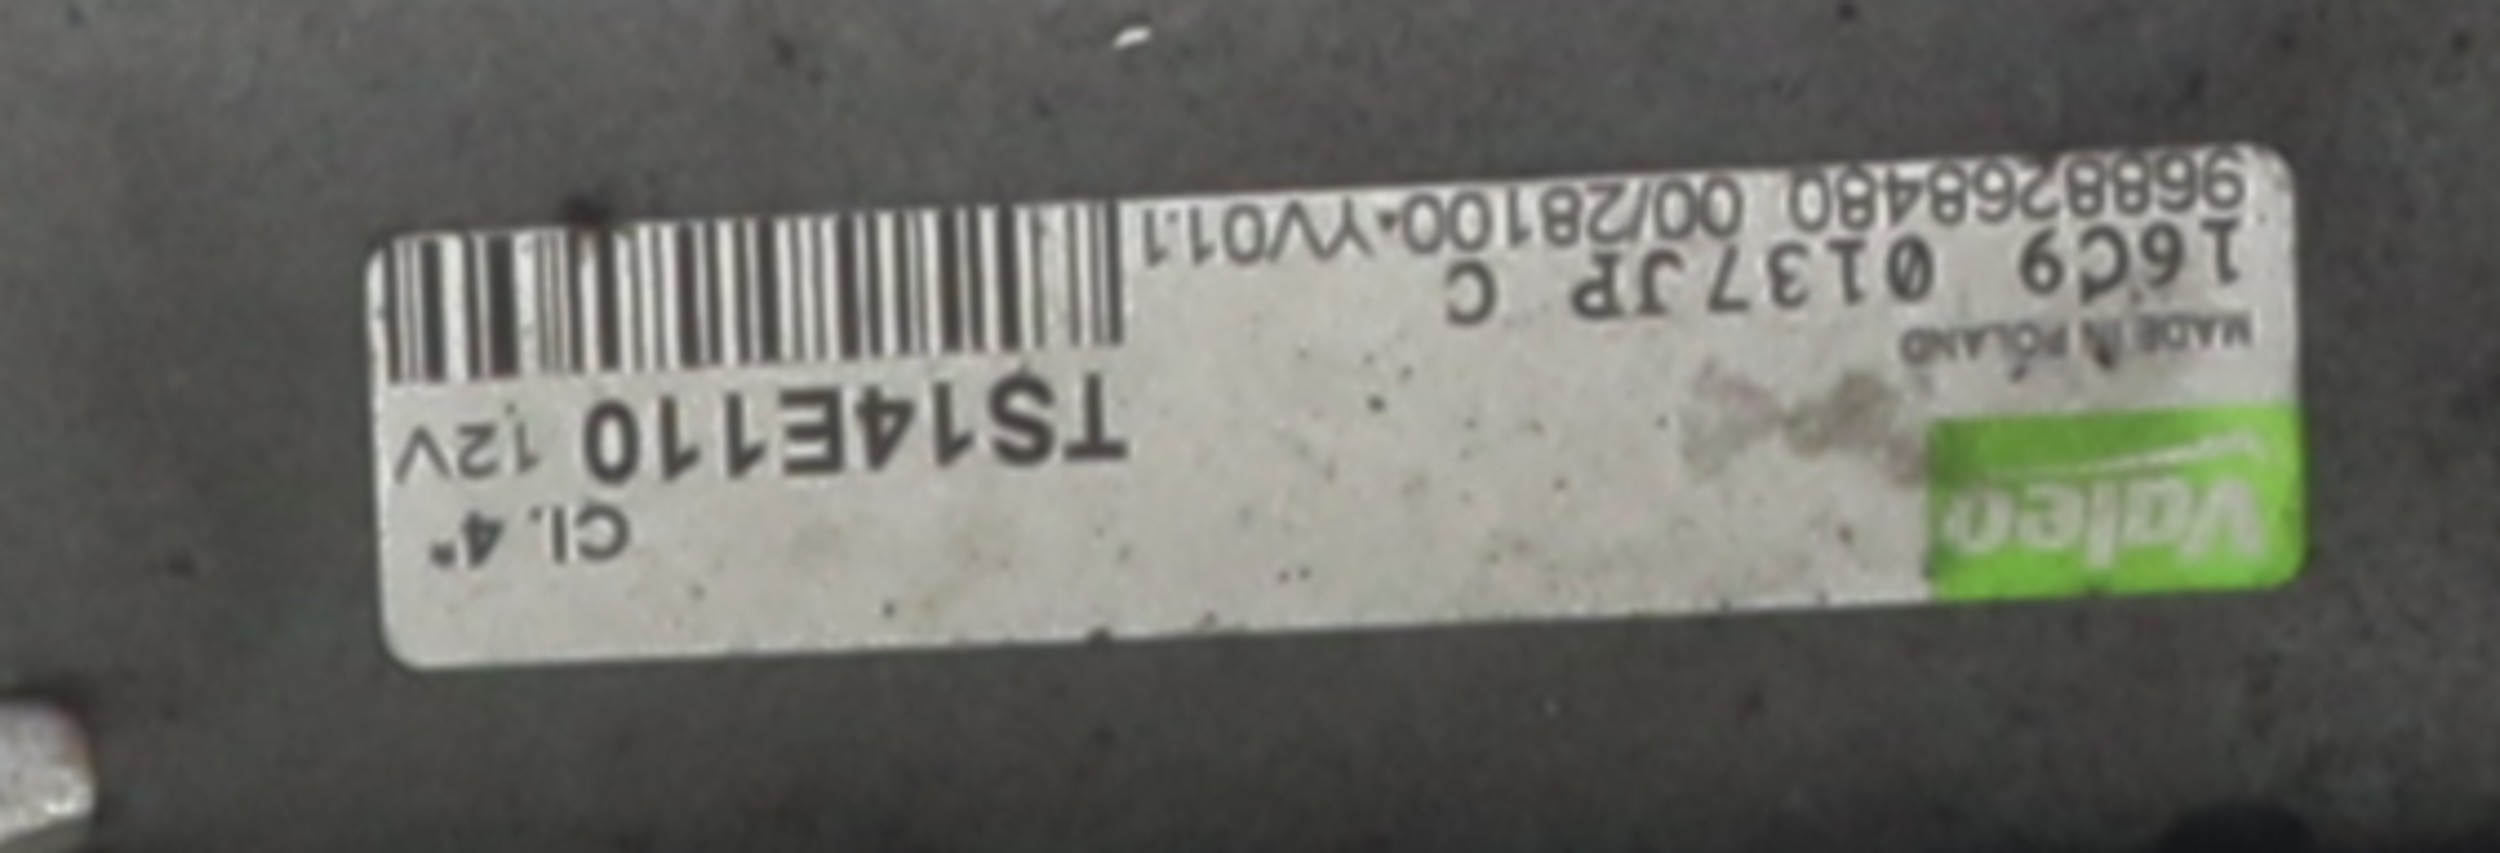 Valeo
Cl. 4*
TS14E110 12V
MADE IN POLAND
16C9 0137JP C
9688268480 00/28100-YV01.1